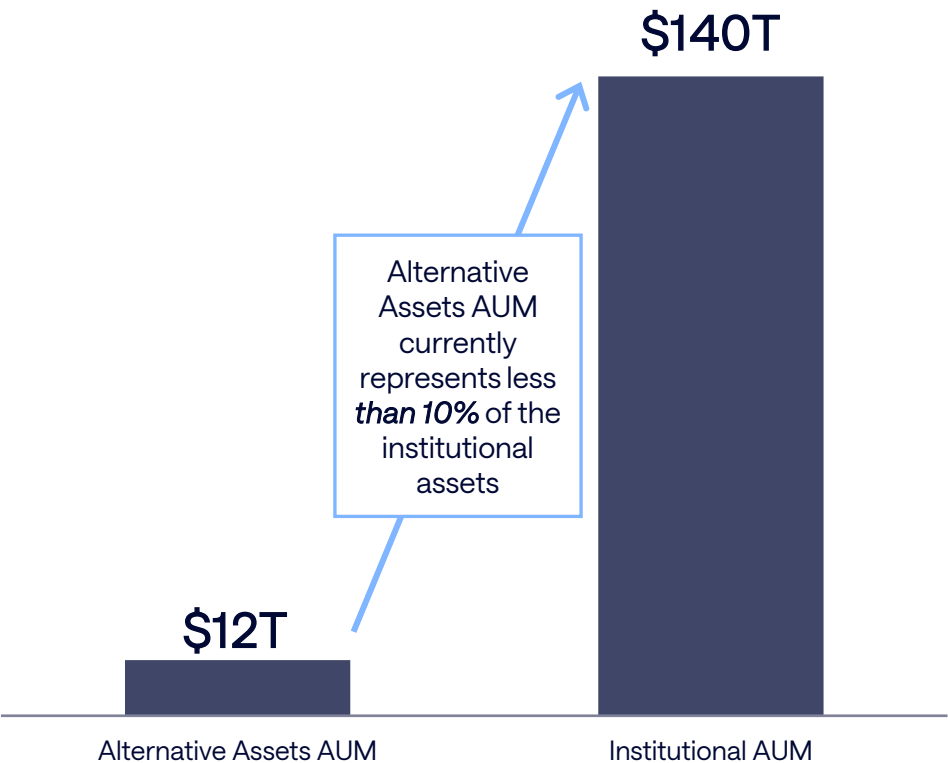 $140T
Alternative
Assets AUM
currently
represents less
than 10% of the
institutional
assets
$12T
Alternative Assets AUM
Institutional AUM